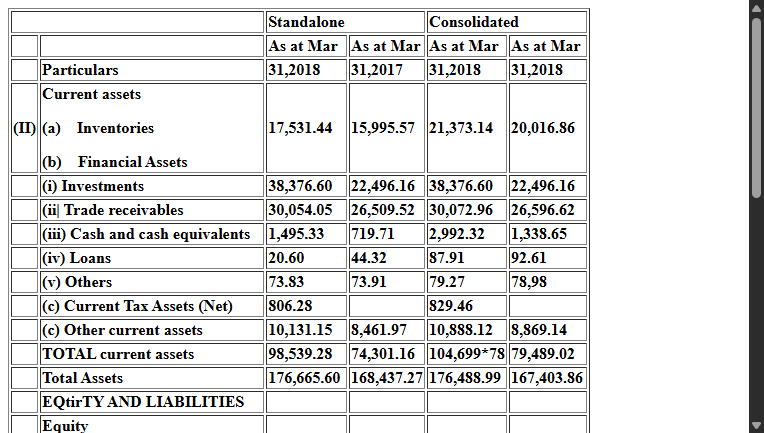 Standalone Consolidated
As at Mar As at Mar As at Mar As at Mar
Particulars 31,2018 31,2017 31,2018 31,2018
Current assets
(II) (a) Inventories 17,531.44 15,995.57 21,373.14 20,016.86
(b) Financial Assets
(i) Investments 38,376.60 22,496.16 38,376.60 22,496.16
(ii| Trade receivables 30,054.05 26,509.52 30,072.96 26,596.62
(iii) Cash and cash equivalents 1,495.33 719.71 2,992.32 1,338.65
(iv) Loans 20.60 44.32 87.91 92.61
(v) Others 73.83 73.91 79.27 78,98
(c) Current Tax Assets (Net) 806.28 829.46
(c) Other current assets 10,131.15 8,461.97 10,888.12 8,869.14
TOTAL current assets 98,539.28 74,301.16 104,699*78 79,489.02
Total Assets 176,665.60 168,437.27 176,488.99 167,403.86
EQtirTY AND LIABILITIES
Equity